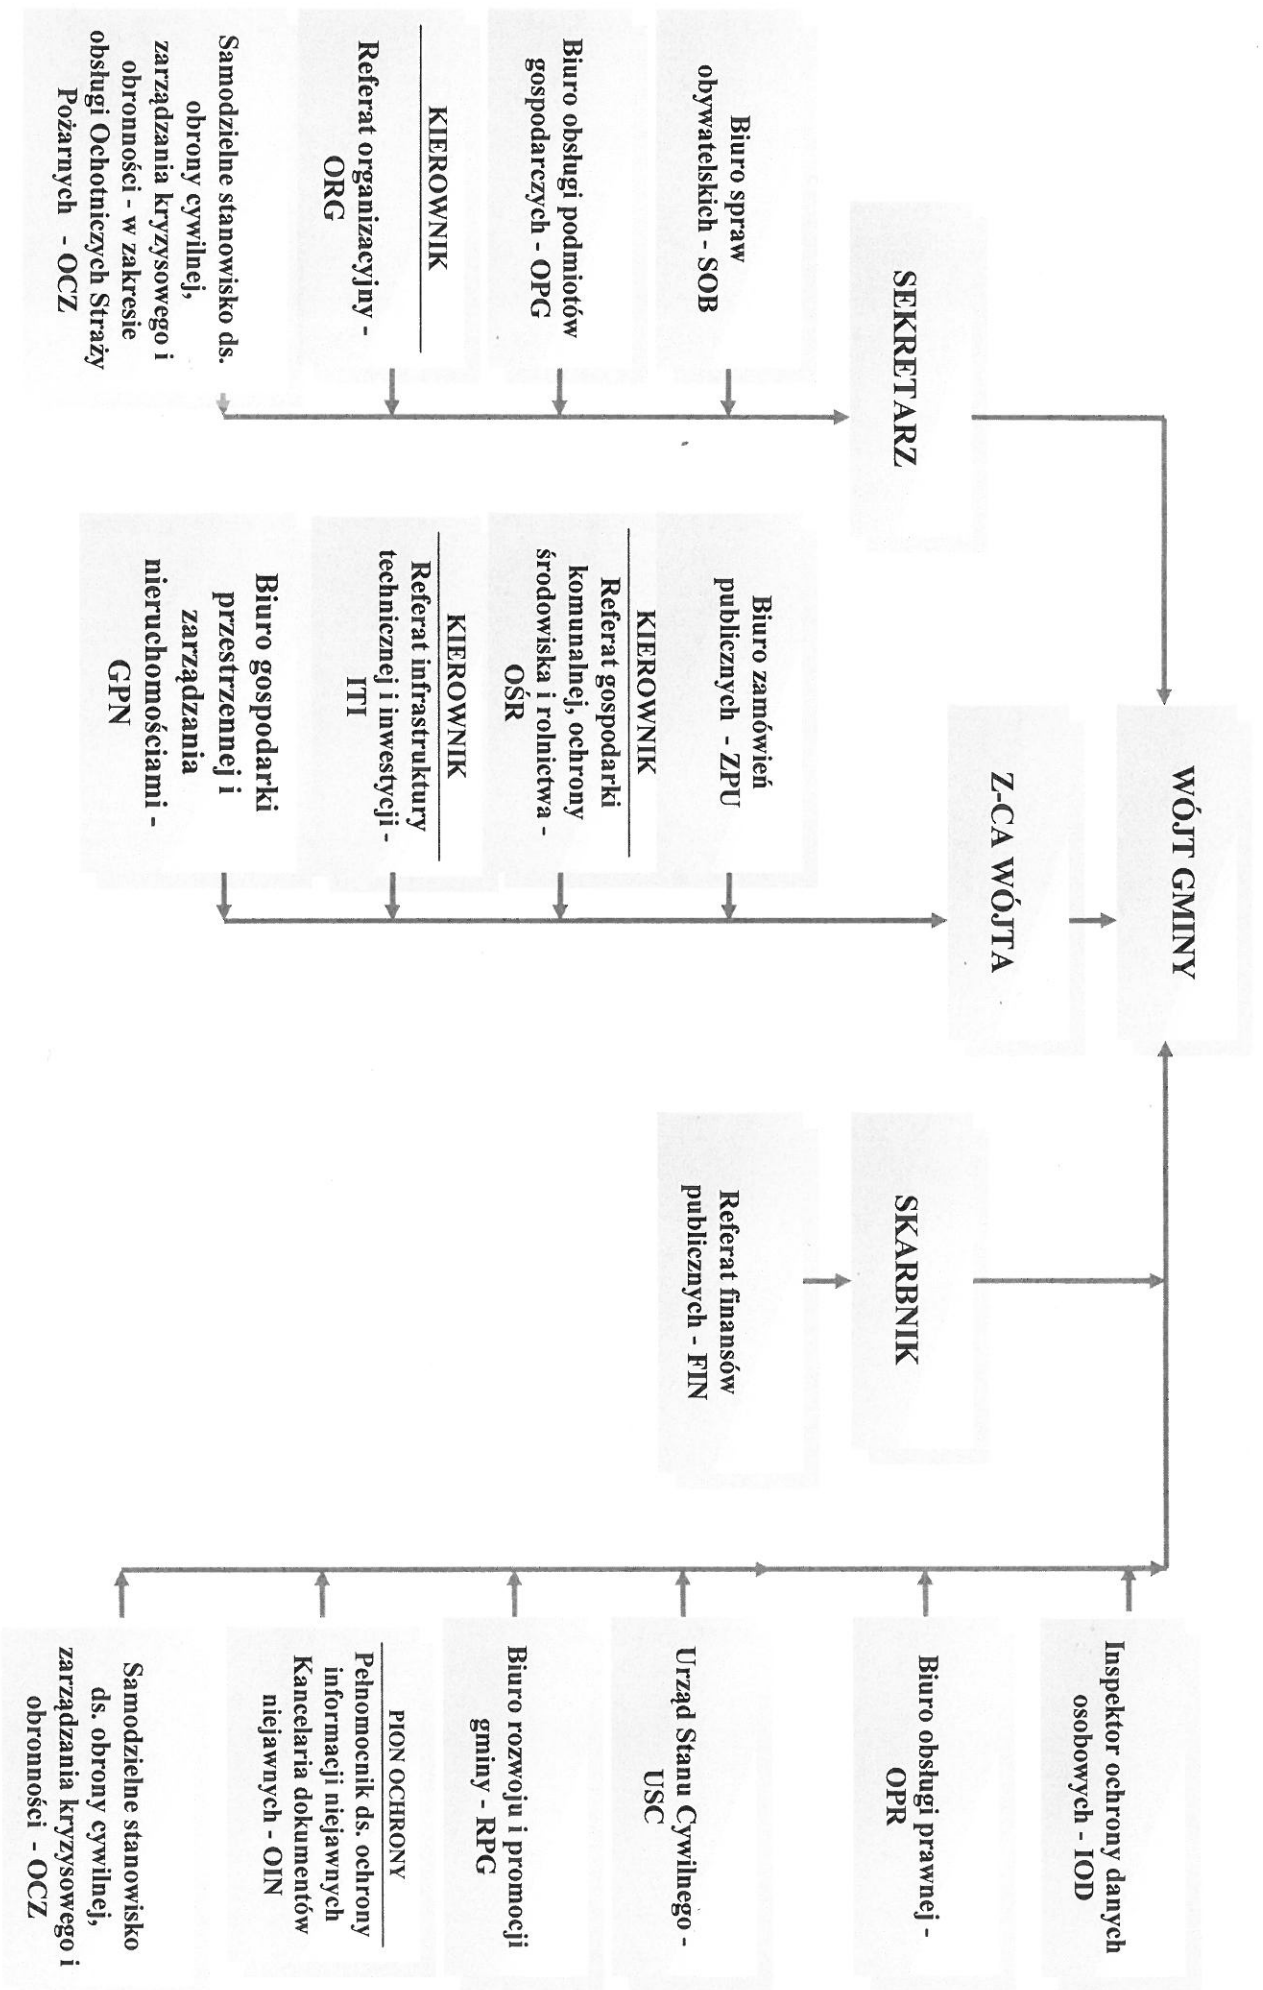 WÓJT GMINY
Z-CA WÓJTA
SEKRETARZ
Biuro spraw
obywatelskich - SOB
Biuro obsługi podmiotów
gospodarczych - OPG
KIEROWNIK
Referat organizacyjny -
ORG
Samodzielne stanowisko ds.
obrony cywilnej,
zarządzania kryzysowego i
obronności - w zakresie
obsługi Ochotniczych Straży
Pożarnych - OCZ
Biuro zamówień
publicznych - ZPU
KIEROWNIK
Referat gospodarki
komunalnej, ochrony
środowiska i rolnictwa -
OŚR
KIEROWNIK
Referat infrastruktury
technicznej i inwestycji -
ITI
Biuro gospodarki
przestrzennej i
zarządzania
nieruchomościami -
GPN
SKARBNIK
Referat finansów
publicznych - FIN
Inspektor ochrony danych
osobowych - IOD
Biuro obsługi prawnej -
OPR
Urząd Stanu Cywilnego -
USC
Biuro rozwoju i promocji
gminy - RPG
PION OCHRONY
Pełnomocnik ds. ochrony
informacji niejawnych
Kancelaria dokumentów
niejawnych - OIN
Samodzielne stanowisko
ds. obrony cywilnej,
zarządzania kryzysowego i
obronności - OCZ